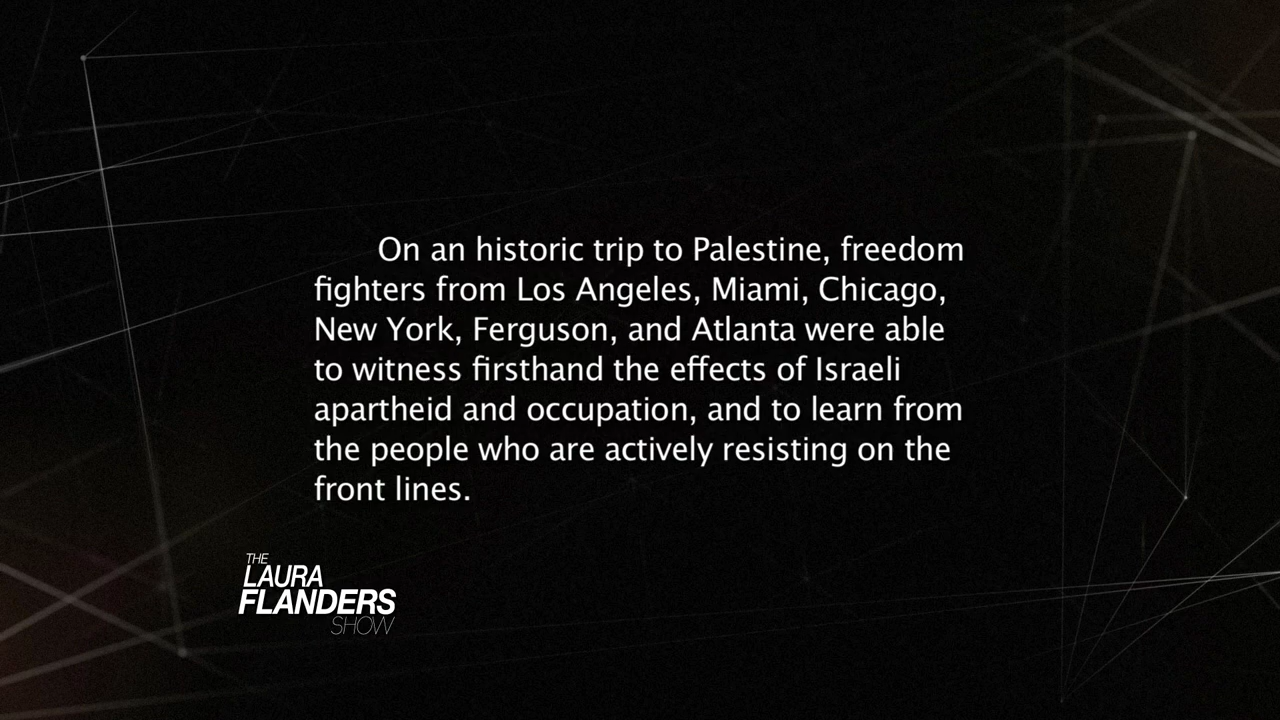 On an historic trip to Palestine, freedom
fighters from Los Angeles, Miami, Chicago,
New York, Ferguson, and Atlanta were able
to witness firsthand the effects of Israeli
apartheid and occupation, and to learn from
the people who are actively resisting on the
front lines.
THE
LAURA
FLANDERS
SHOW